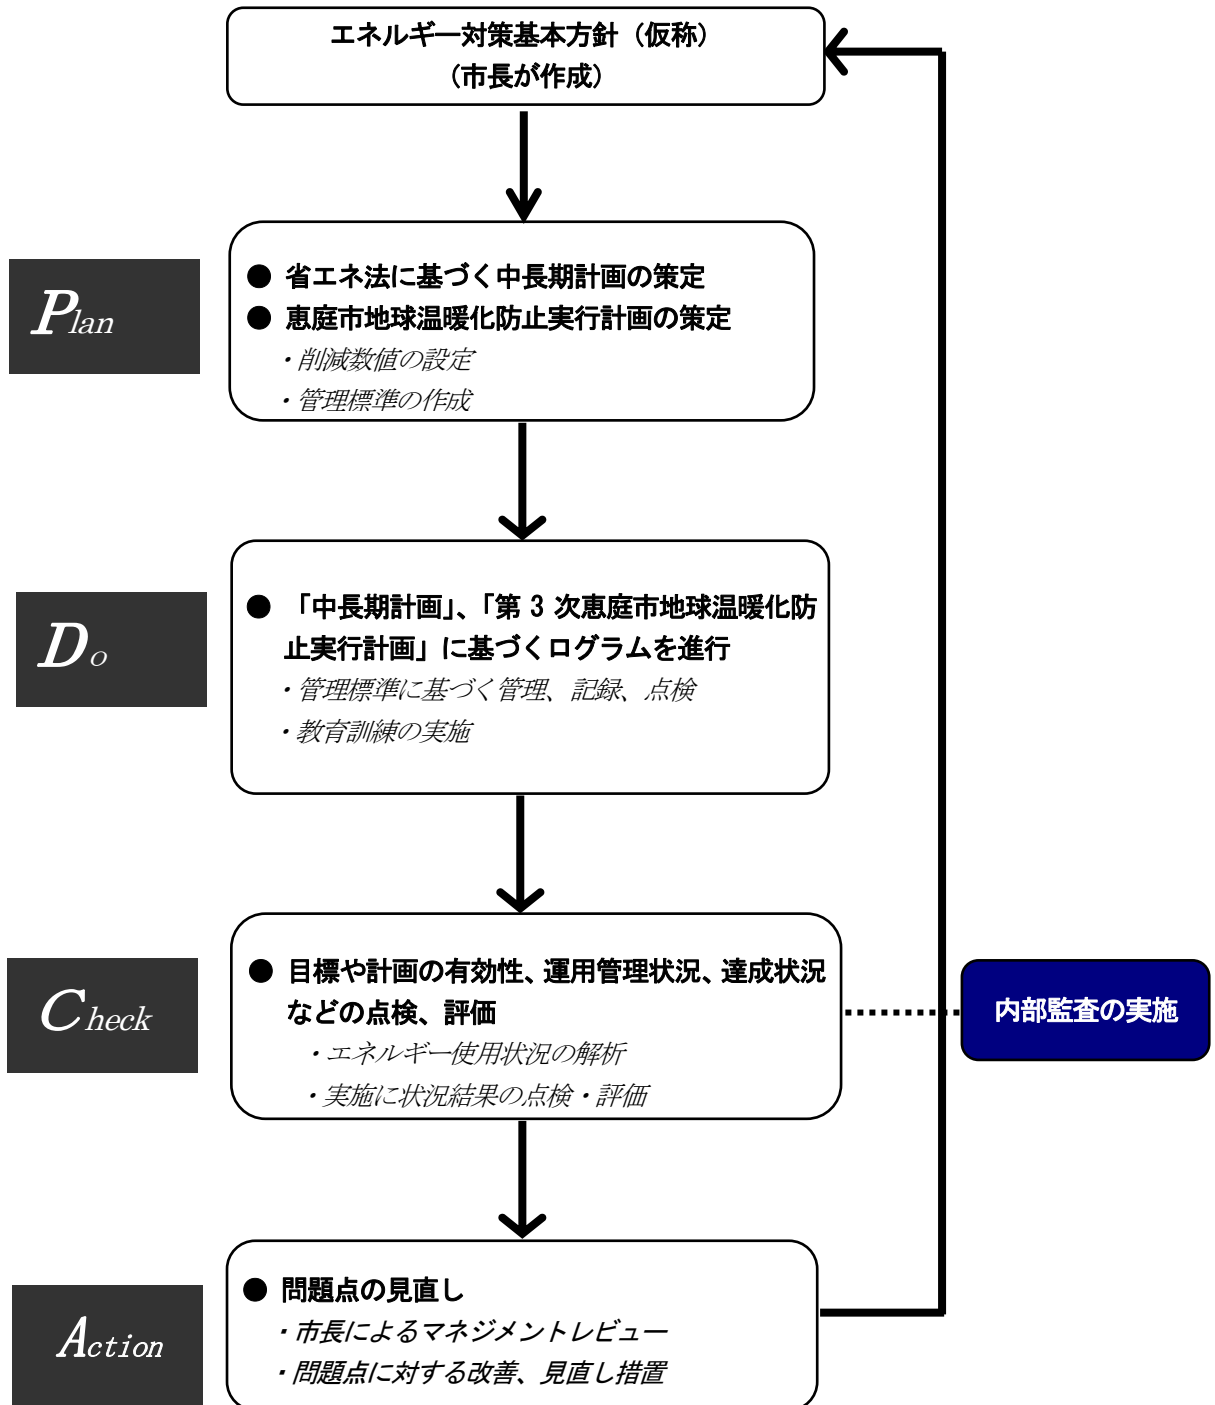 エネルギー対策基本方針（仮称）
（市長が作成）
Plan
● 省エネ法に基づく中長期計画の策定
● 恵庭市地球温暖化防止実行計画の策定
・削減数値の設定
・管理標準の作成
Do
● 「中長期計画」、「第 3 次恵庭市地球温暖化防
止実行計画」に基づくログラムを進行
・管理標準に基づく管理、記録、点検
・教育訓練の実施
Check
● 目標や計画の有効性、運用管理状況、達成状況
などの点検、評価
・エネルギー使用状況の解析
・実施に状況結果の点検・評価
内部監査の実施
Action
● 問題点の見直し
・市長によるマネジメントレビュー
・問題点に対する改善、見直し措置